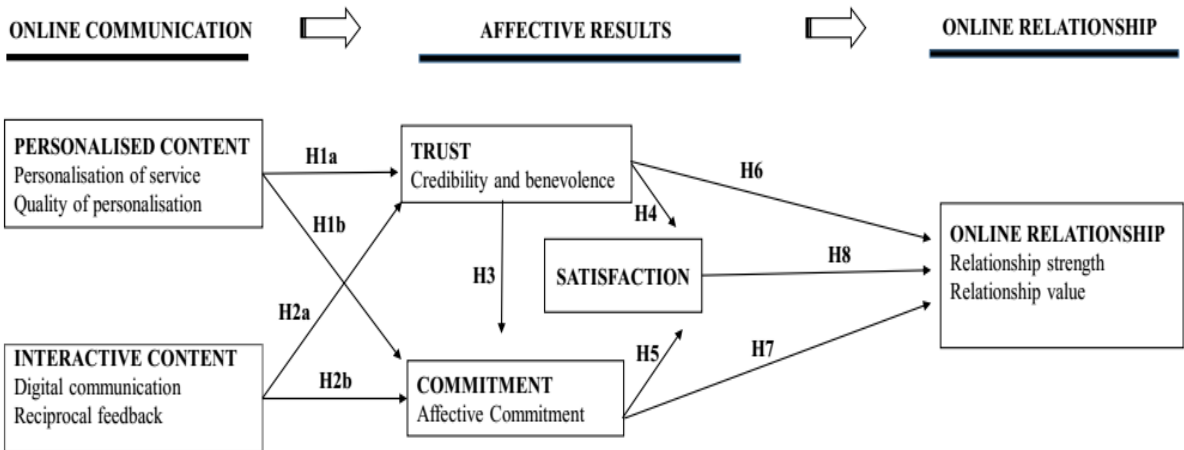 ONLINE COMMUNICATION
AFFECTIVE RESULTS
ONLINE RELATIONSHIP
PERSONALISED CONTENT
Personalisation of service
Quality of personalisation
H1a
H1b
TRUST
Credibility and benevolence
H6
H4
H3
H2a
SATISFACTION
H8
ONLINE RELATIONSHIP
Relationship strength
Relationship value
INTERACTIVE CONTENT
Digital communication
Reciprocal feedback
H2b
COMMITMENT
Affective Commitment
H5
H7